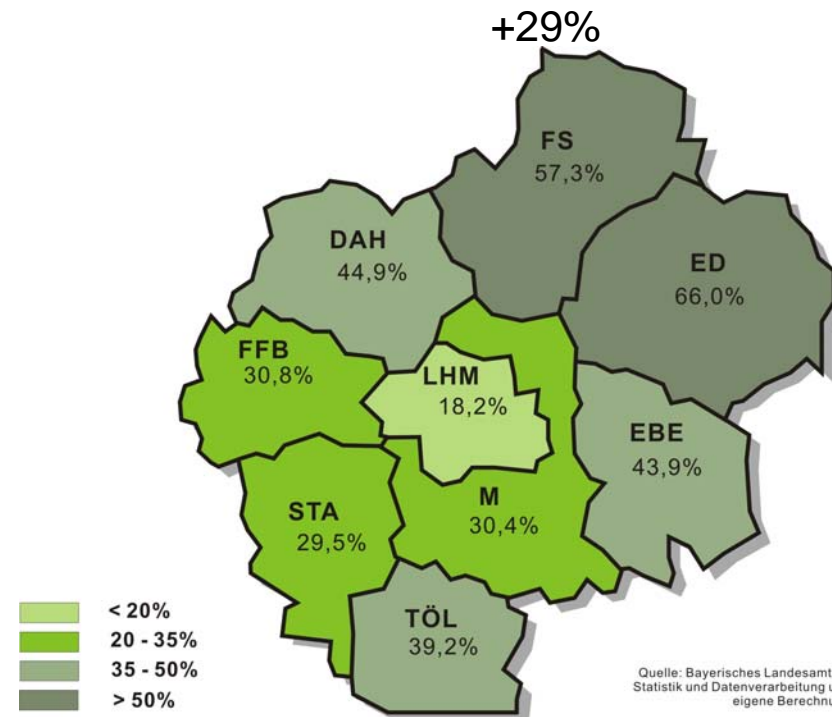 +29%
FS
57,3%
DAH
44,9%
ED
66,0%
FFB
30,8%
LHM
18,2%
EBE
43,9%
M
30,4%
STA
29,5%
TÖL
39,2%
< 20%
20 - 35%
35 - 50%
> 50%
Quelle: Bayerisches Landesamt
Statistik und Datenverarbeitung
eigene